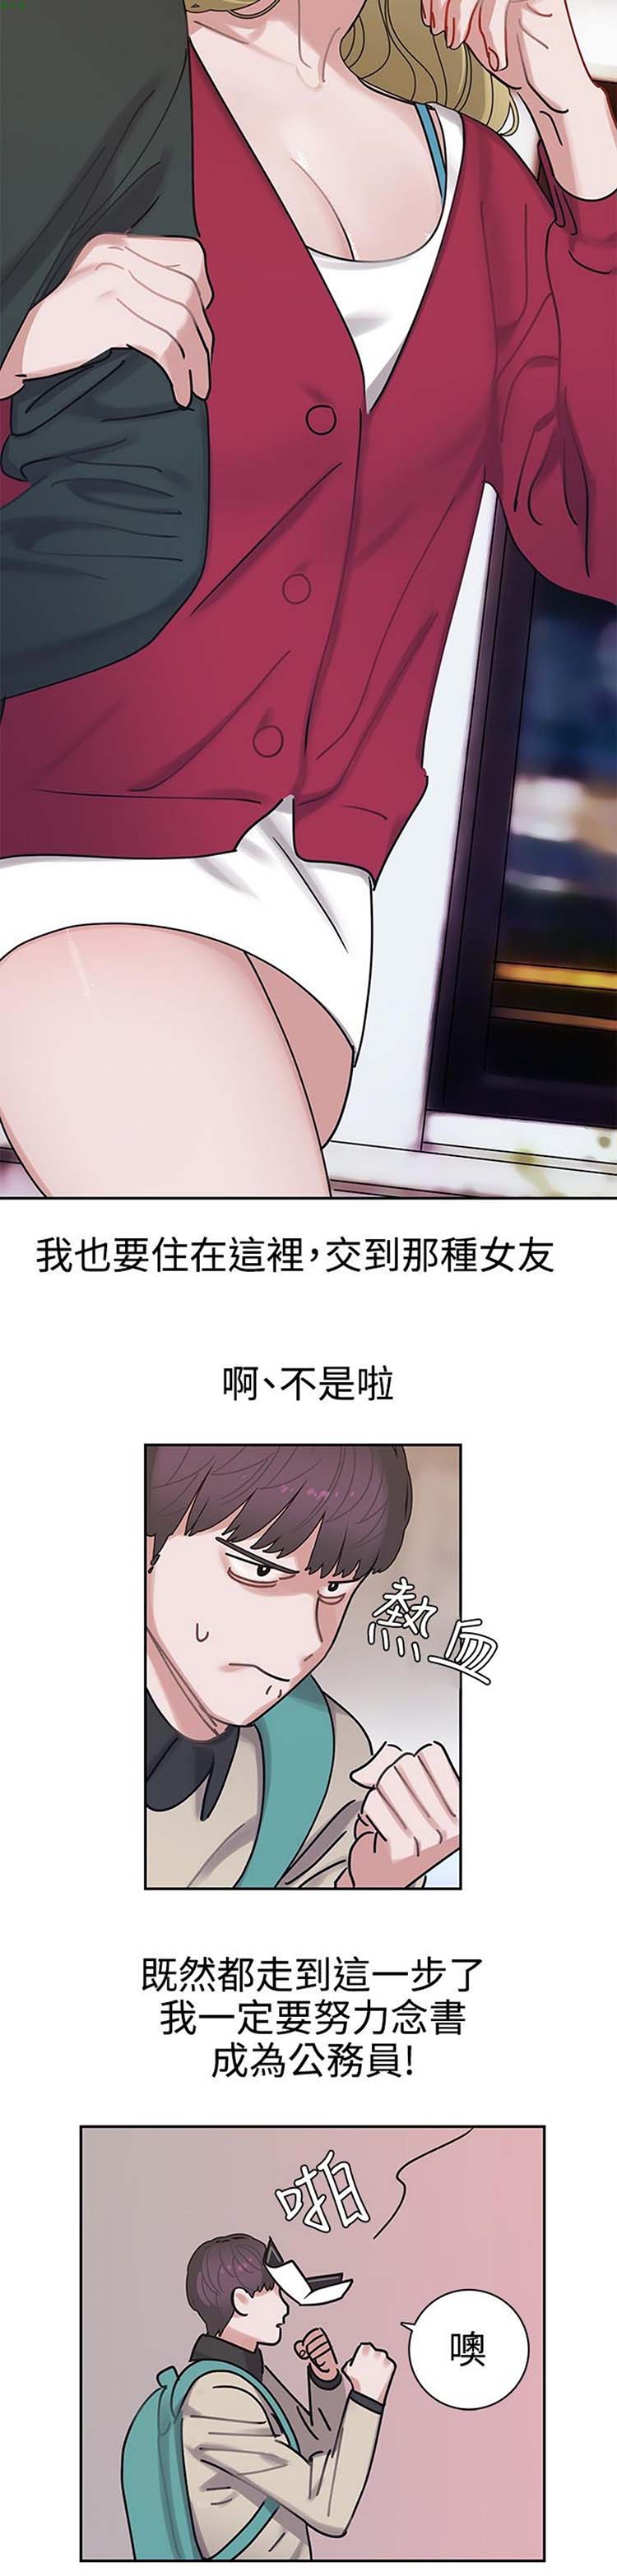 我也要住在這裡，交到那種女友
啊、不是啦
熱血
既然都走到這一步了
我一定要努力念書
成為公務員！
啪
噢